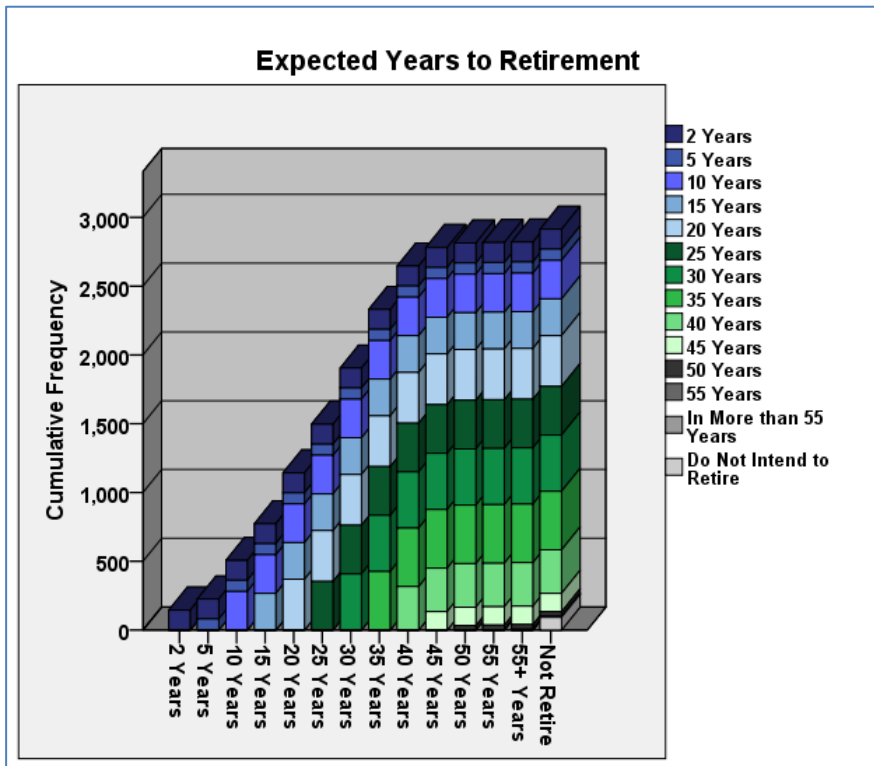 Expected Years to Retirement
2 Years
5 Years
10 Years
15 Years
20 Years
25 Years
30 Years
35 Years
40 Years
45 Years
50 Years
55 Years
In More than 55
Years
Do Not Intend to
Retire
Cumulative Frequency
3,000
2,500
2,000
1,500
1,000
500
0
2 Years
5 Years
10 Years
15 Years
20 Years
25 Years
30 Years
35 Years
40 Years
45 Years
50 Years
55 Years
55+ Years
Not Retire